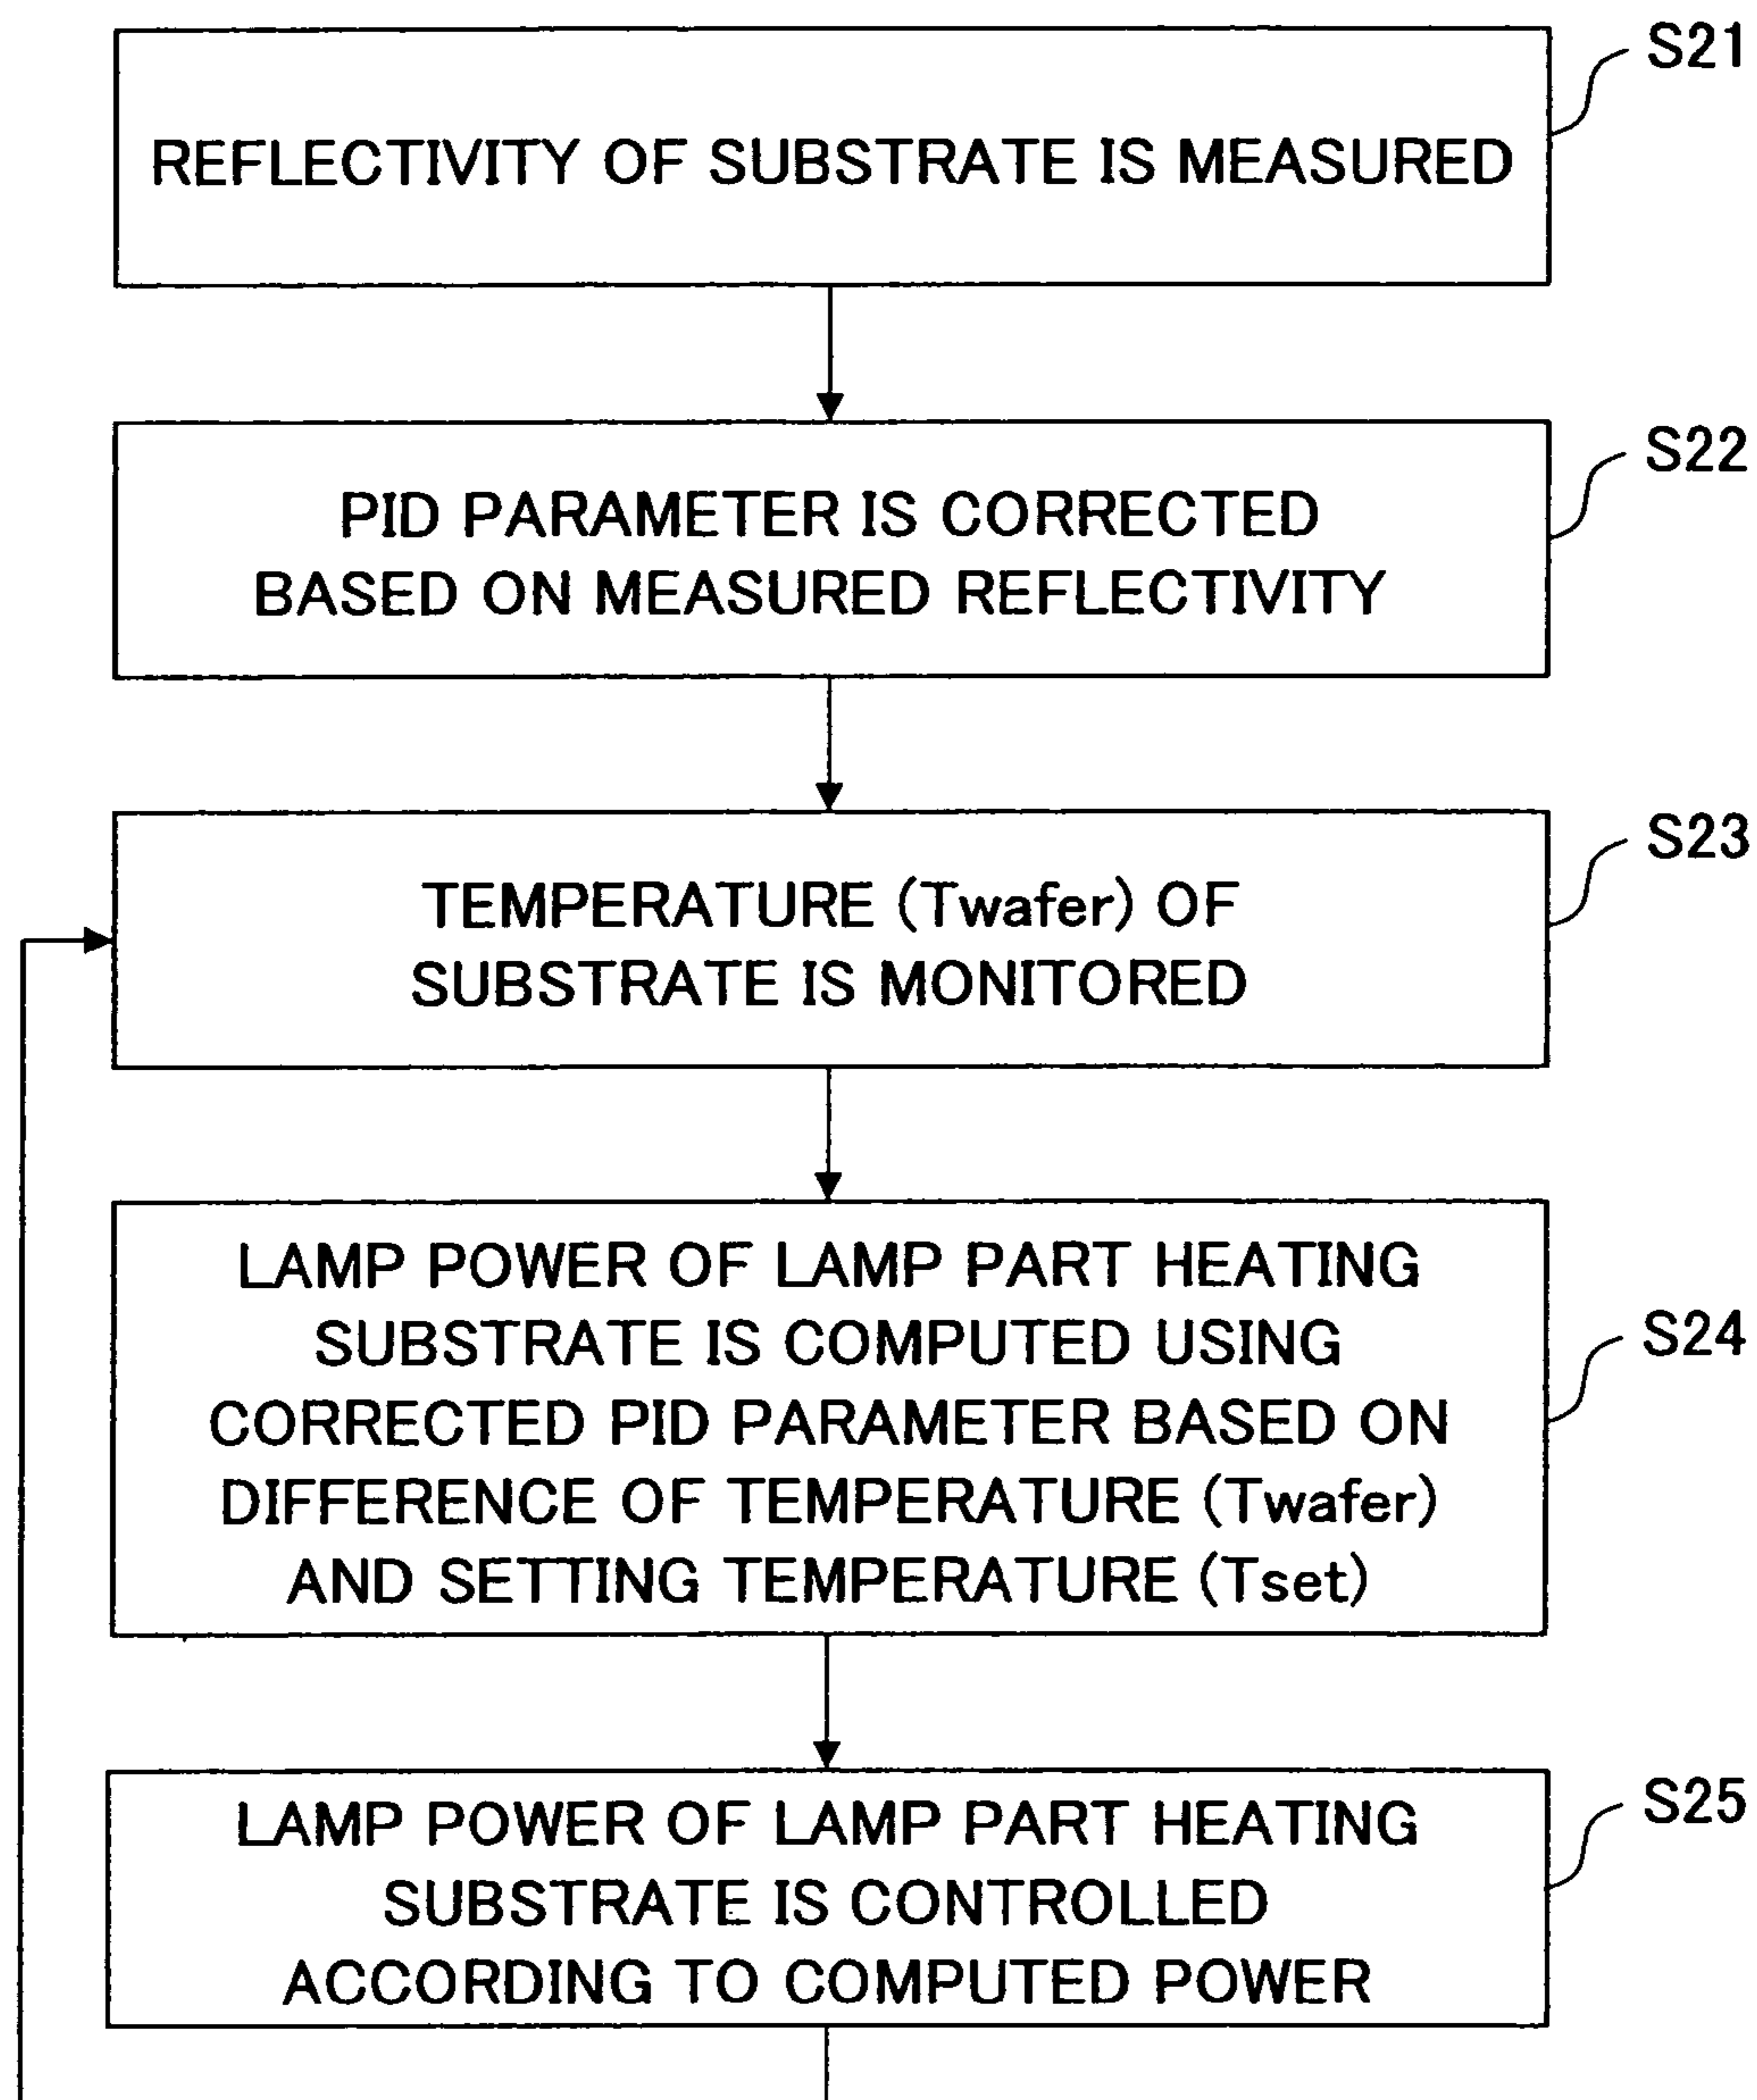 S21
REFLECTIVITY OF SUBSTRATE IS MEASURED
S22
PID PARAMETER IS CORRECTED
BASED ON MEASURED REFLECTIVITY
S23
TEMPERATURE (Twafer) OF
SUBSTRATE IS MONITORED
LAMP POWER OF LAMP PART HEATING
SUBSTRATE IS COMPUTED USING
S24
CORRECTED PID PARAMETER BASED ON
DIFFERENCE OF TEMPERATURE (Twafer)
AND SETTING TEMPERATURE (Tset)
S25
LAMP POWER OF LAMP PART HEATING
SUBSTRATE IS CONTROLLED
ACCORDING TO COMPUTED POWER